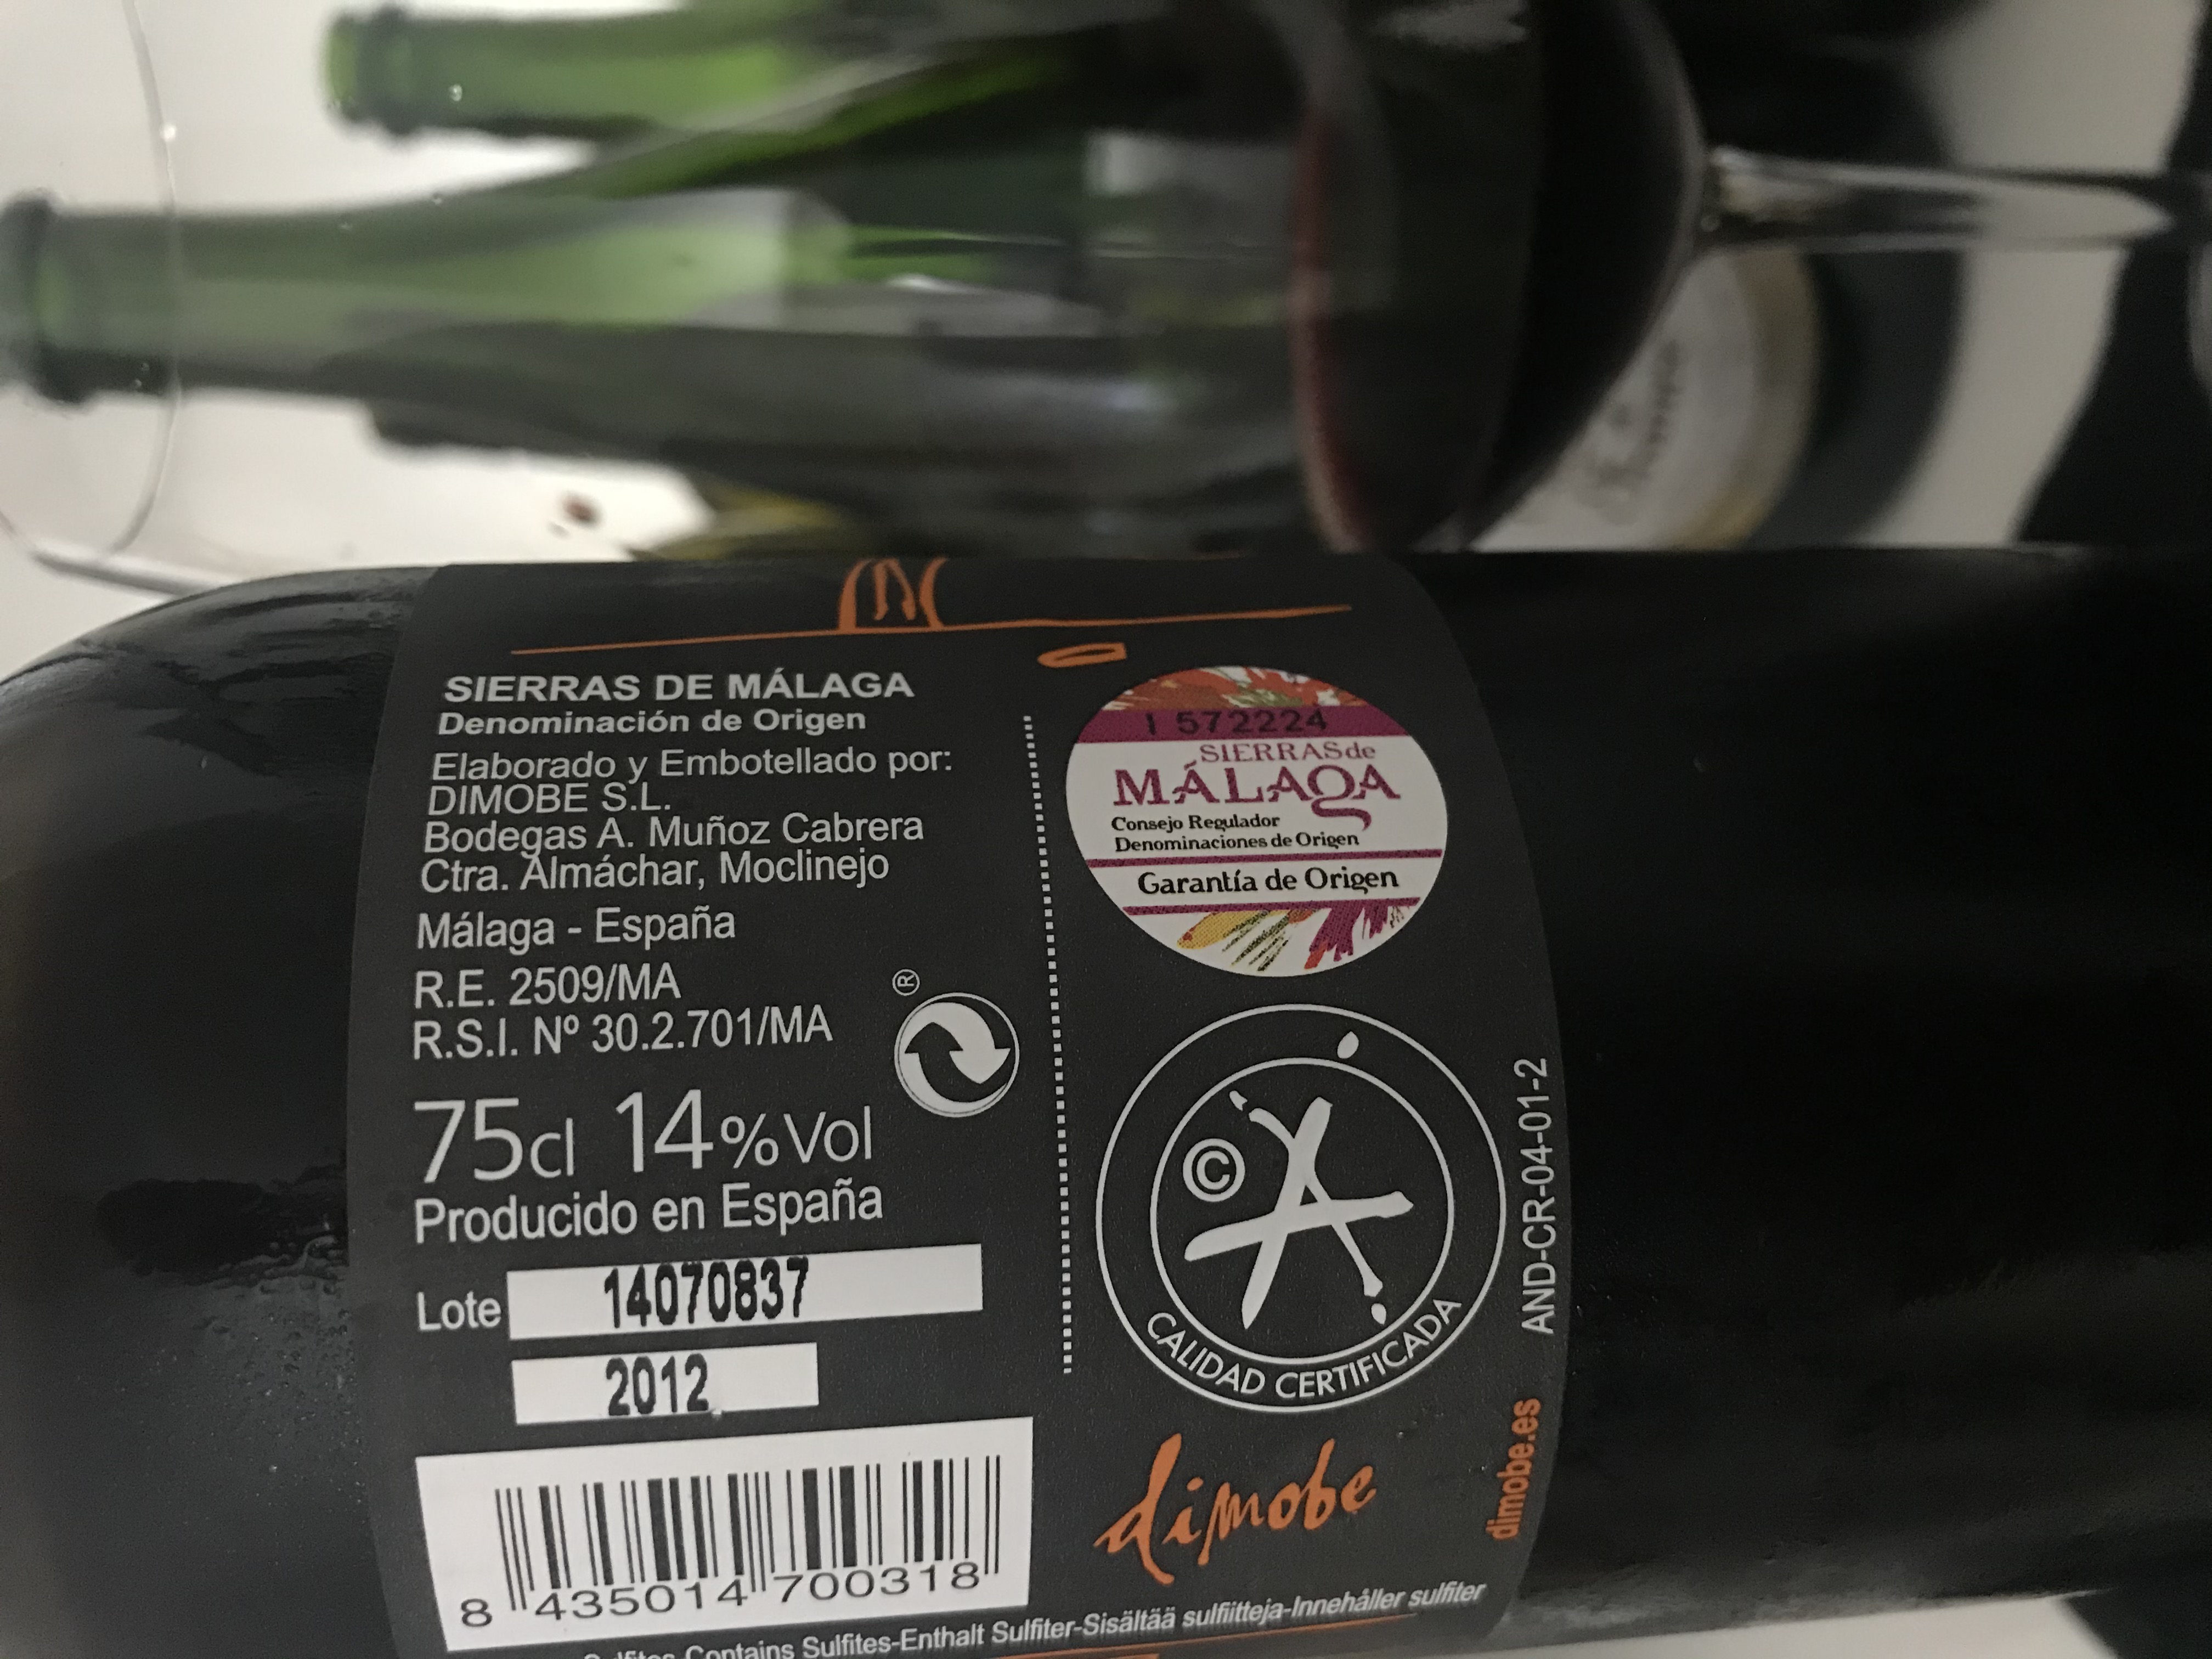 SIERRAS DE MÁLAGA
Denominación de Origen
Elaborado y Embotellado por:
DIMOBE S.L.
Bodegas A. Muñoz Cabrera
Ctra. Almáchar, Moclinejo
Málaga - España
R.E. 2509/MA
R.S.I. Nº 30.2.701/MA
®
75cl 14%Vol
Producido en España
Lote 14070837
2012
8 435014 700318
I 572224
SIERRAS de
MÁLAGA
Consejo Regulador
Denominaciones de Origen
Garantía de Origen
©
CALIDAD CERTIFICADA
AND-CR-04-01-2
dimobe
dimobe.es
Contains Sulfites-Enthalt Sulfiter-Sisältää sulfiitteja-Innehåller sulfiter